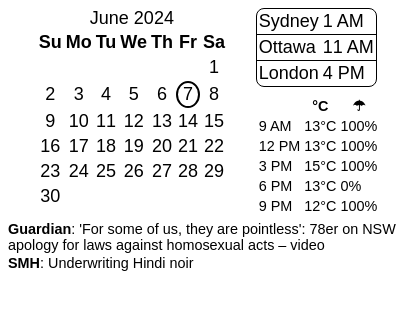 June 2024
Su Mo Tu We Th Fr Sa
1
2 3 4 5 6 7 8
9 10 11 12 13 14 15
16 17 18 19 20 21 22
23 24 25 26 27 28 29
30
Sydney 1 AM
Ottawa 11 AM
London 4 PM
°C ☂
9 AM 13°C 100%
12 PM 13°C 100%
3 PM 15°C 100%
6 PM 13°C 0%
9 PM 12°C 100%
Guardian: 'For some of us, they are pointless': 78er on NSW
apology for laws against homosexual acts – video
SMH: Underwriting Hindi noir